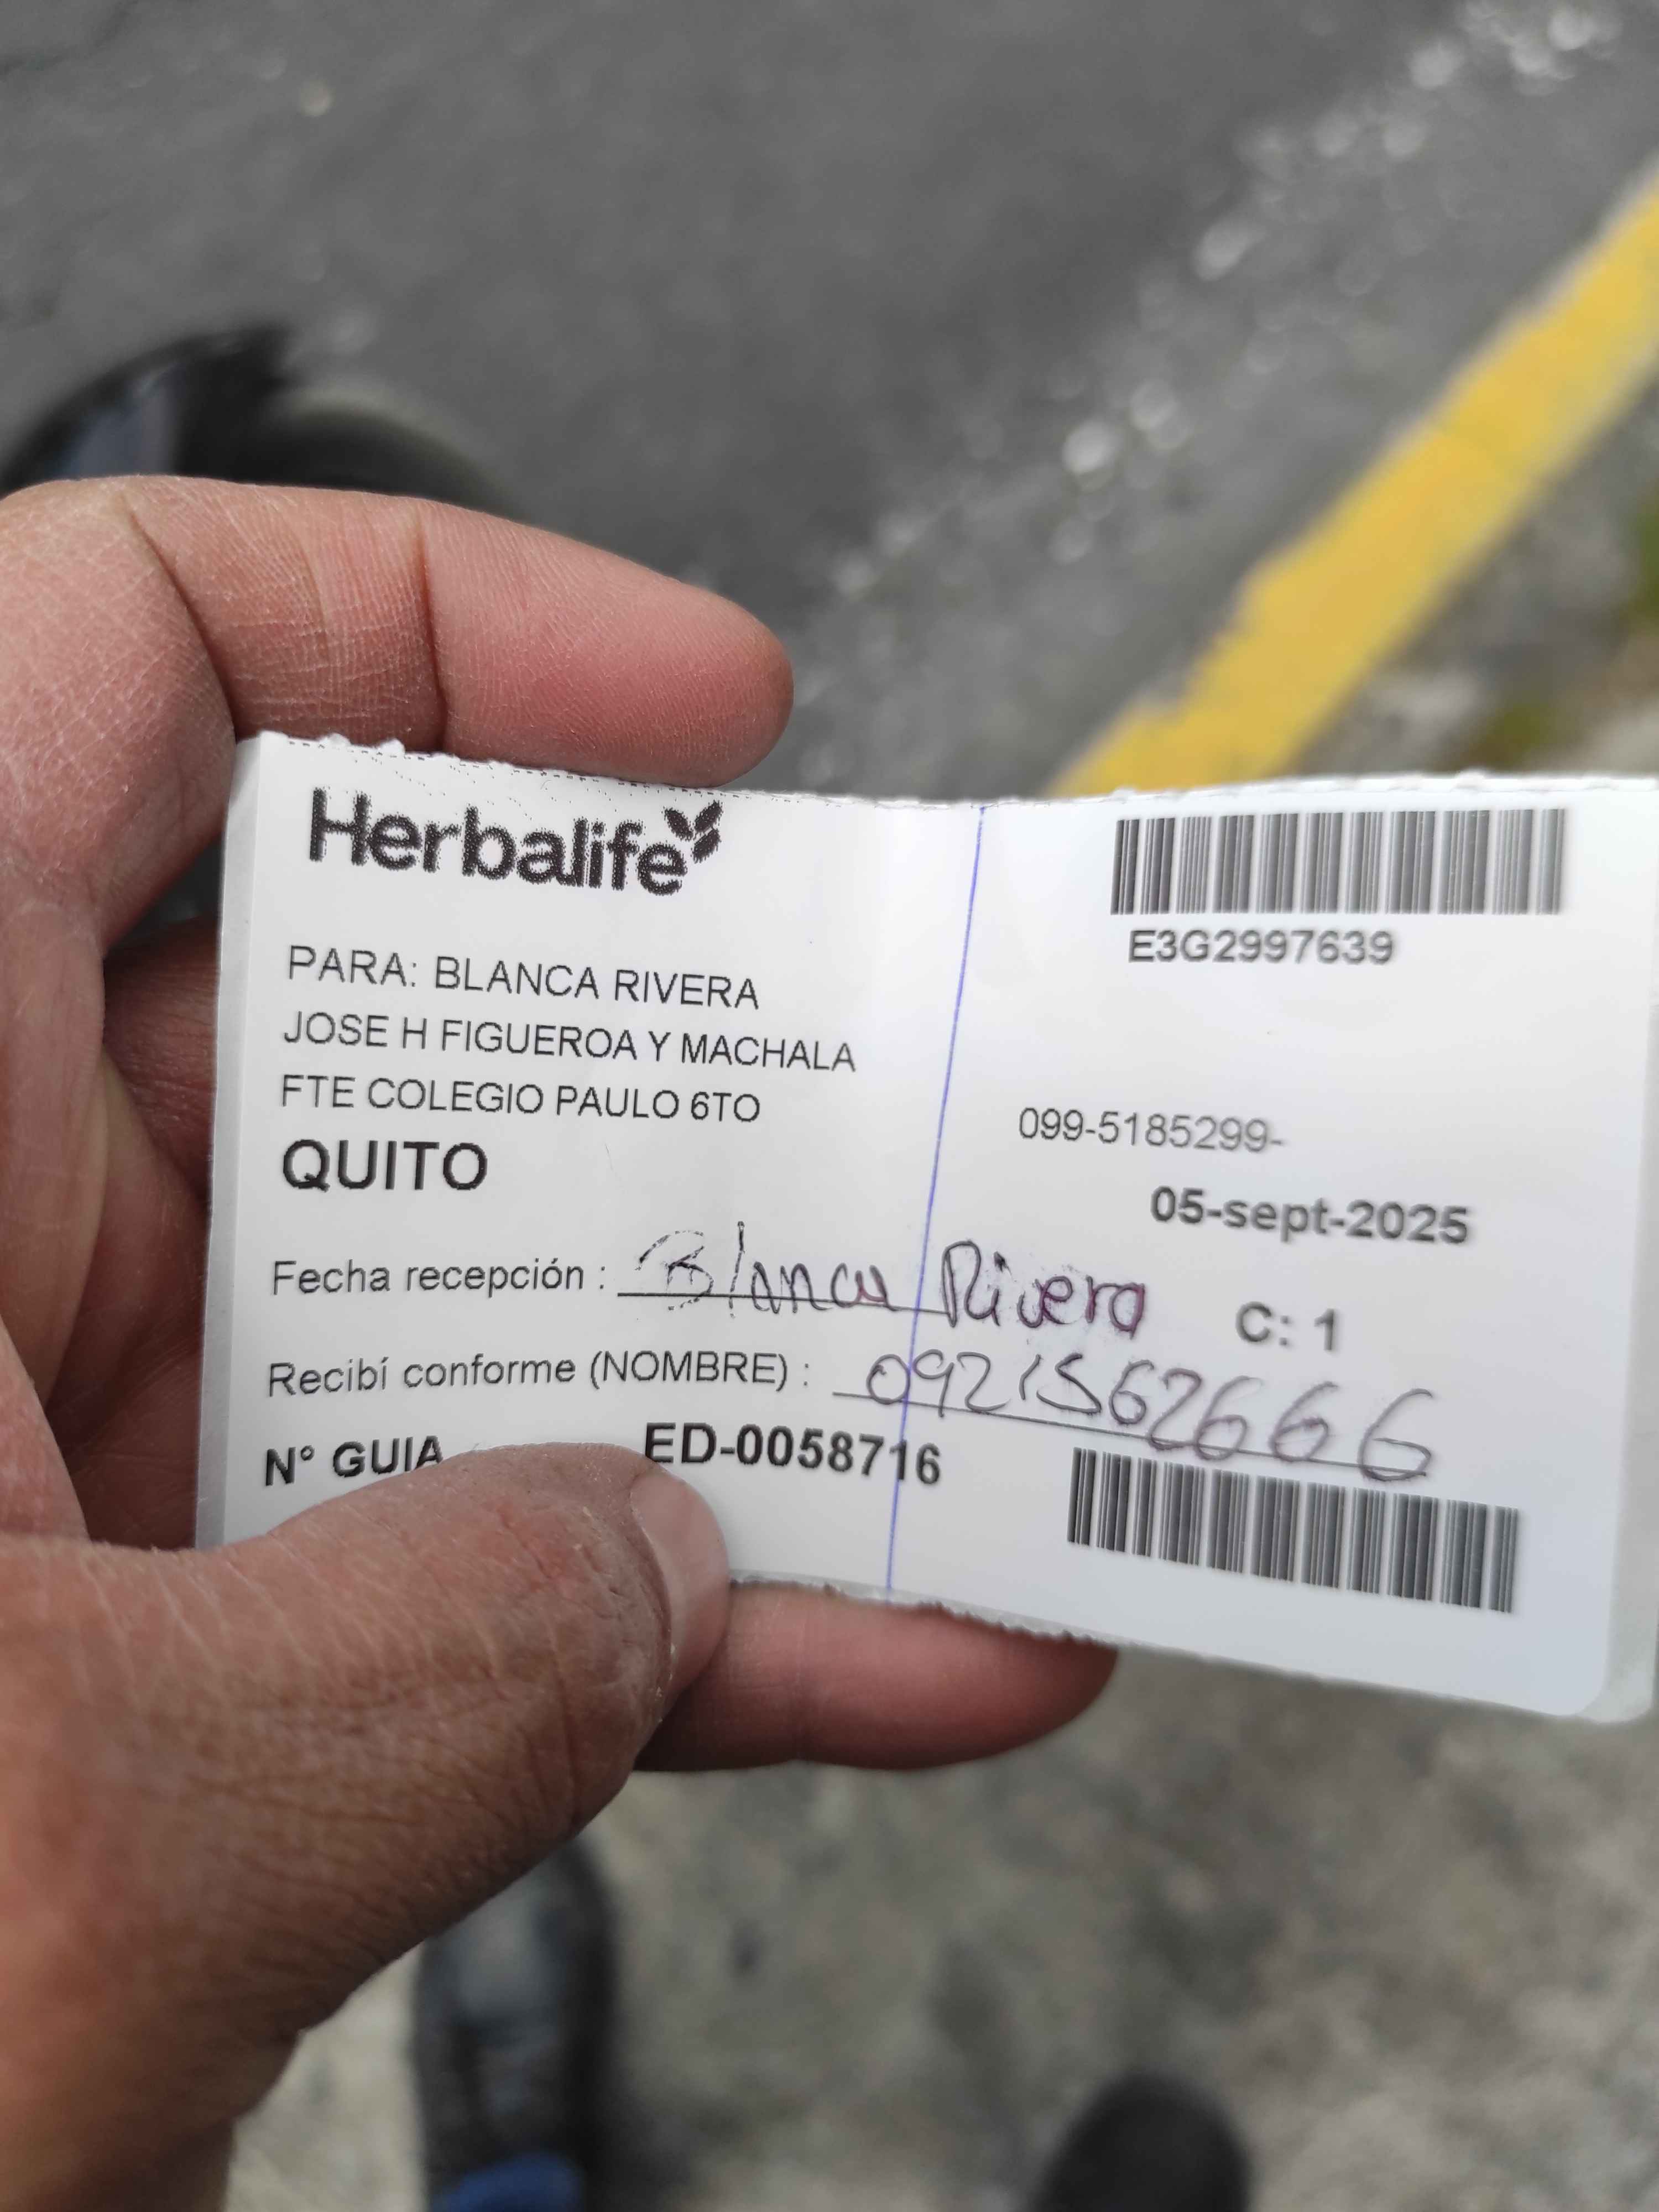 Herbalife
E3G2997639
PARA: BLANCA RIVERA
JOSE H FIGUEROA Y MACHALA
FTE COLEGIO PAULO 6TO
099-5185299-
QUITO
05-sept-2025
Fecha recepción : Blanca Rivera
C: 1
Recibí conforme (NOMBRE) : 0921562666
N° GUIA ED-0058716